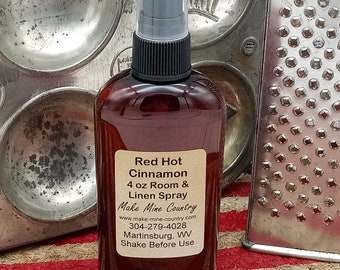 Red Hot
Cinnamon
4 oz Room &
Linen Spray
Make Mine Country
www.make-mine-country.com
304-279-4028
Martinsburg, WV
Shake Before Use